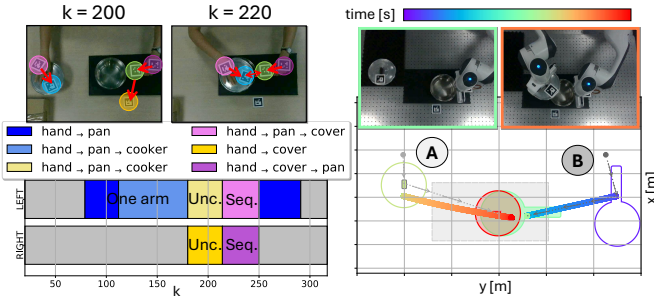 k = 200
k = 220
hand → pan
hand → pan → cover
hand → pan → cooker
hand → cover
hand → pan → cooker
hand → cover → pan
LEFT
One arm
Unc.
Seq.
RIGHT
Unc.
Seq.
50
100
150
200
250
300
k
time [s]
A
B
x [m]
y [m]